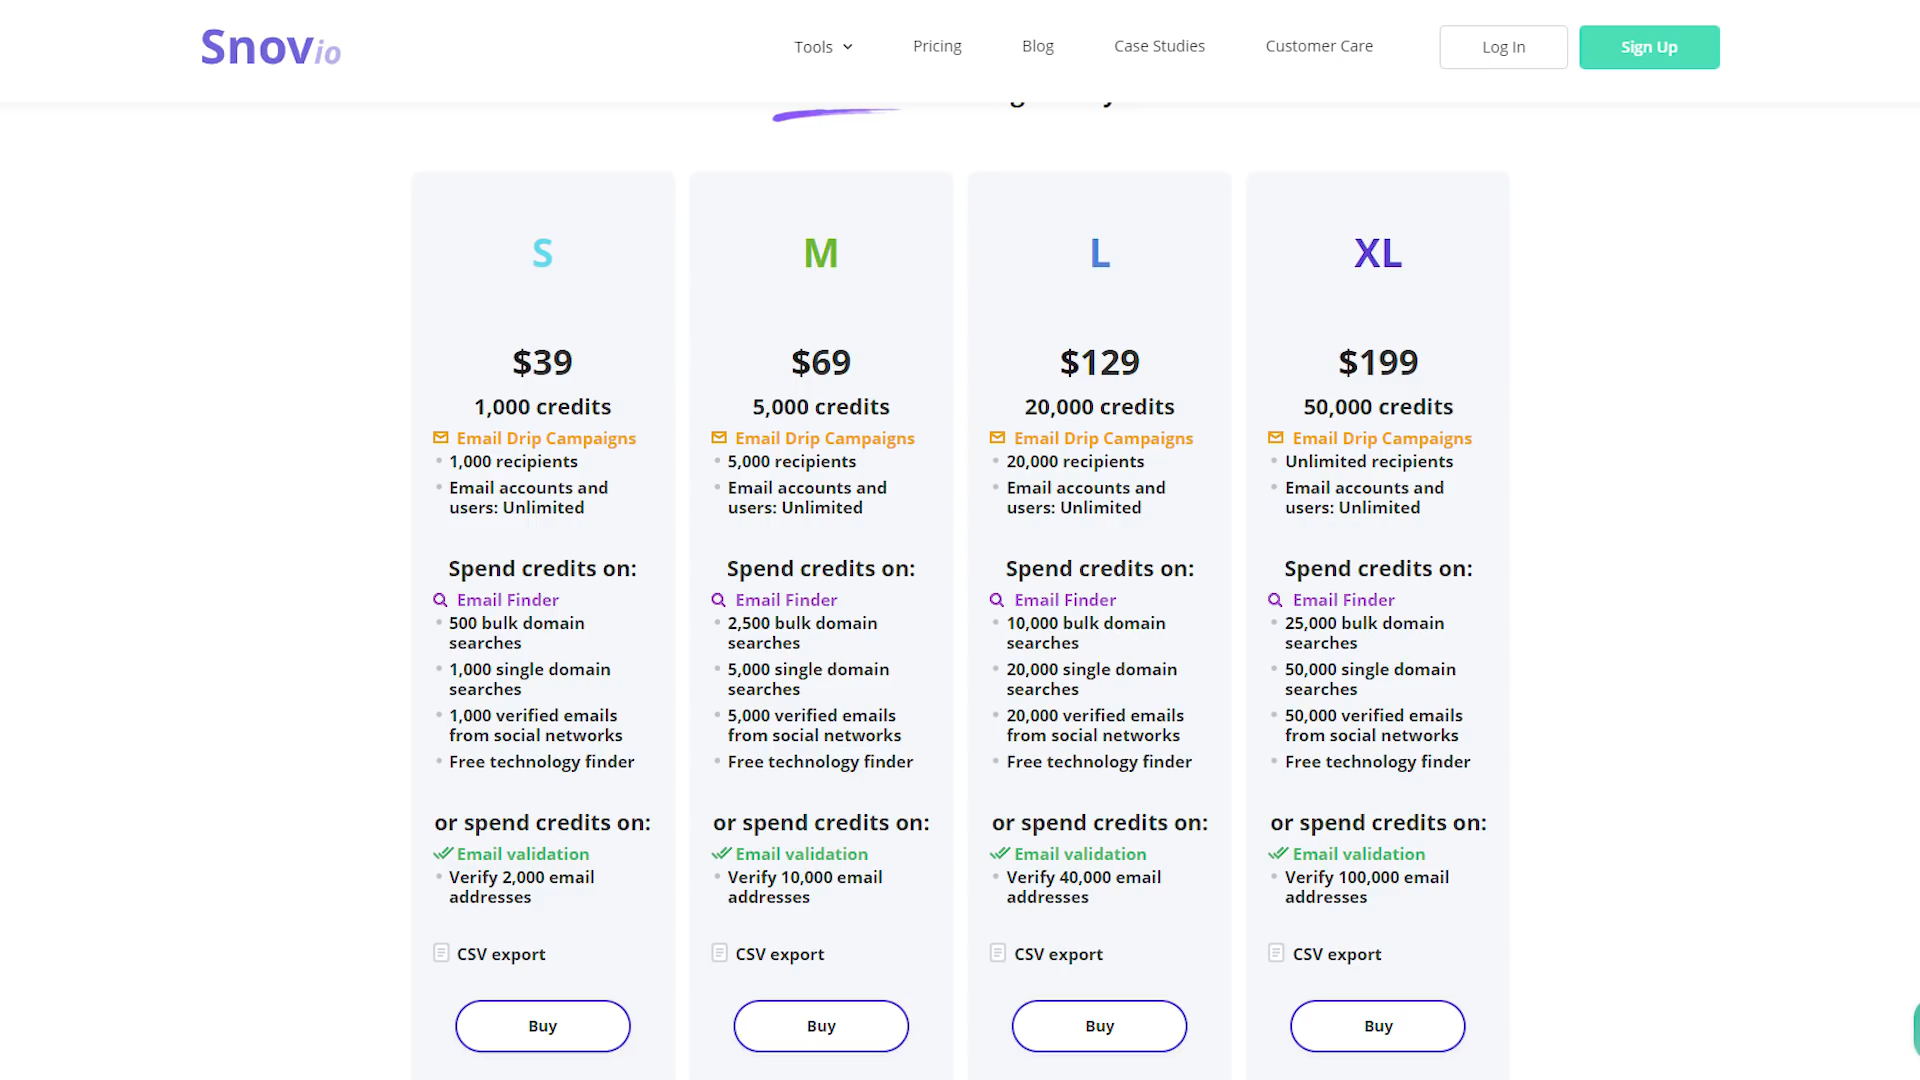 Snovio
Tools
Pricing
Blog
Case Studies
Customer Care
Log In
Sign Up
S
$39
1,000 credits
Email Drip Campaigns
1,000 recipients
Email accounts and
users: Unlimited
Spend credits on:
Email Finder
500 bulk domain
searches
1,000 single domain
searches
1,000 verified emails
from social networks
Free technology finder
or spend credits on:
Email validation
Verify 2,000 email
addresses
CSV export
Buy
M
$69
5,000 credits
Email Drip Campaigns
5,000 recipients
Email accounts and
users: Unlimited
Spend credits on:
Email Finder
2,500 bulk domain
searches
5,000 single domain
searches
5,000 verified emails
from social networks
Free technology finder
or spend credits on:
Email validation
Verify 10,000 email
addresses
CSV export
Buy
L
$129
20,000 credits
Email Drip Campaigns
20,000 recipients
Email accounts and
users: Unlimited
Spend credits on:
Email Finder
10,000 bulk domain
searches
20,000 single domain
searches
20,000 verified emails
from social networks
Free technology finder
or spend credits on:
Email validation
Verify 40,000 email
addresses
CSV export
Buy
XL
$199
50,000 credits
Email Drip Campaigns
Unlimited recipients
Email accounts and
users: Unlimited
Spend credits on:
Email Finder
25,000 bulk domain
searches
50,000 single domain
searches
50,000 verified emails
from social networks
Free technology finder
or spend credits on:
Email validation
Verify 100,000 email
addresses
CSV export
Buy